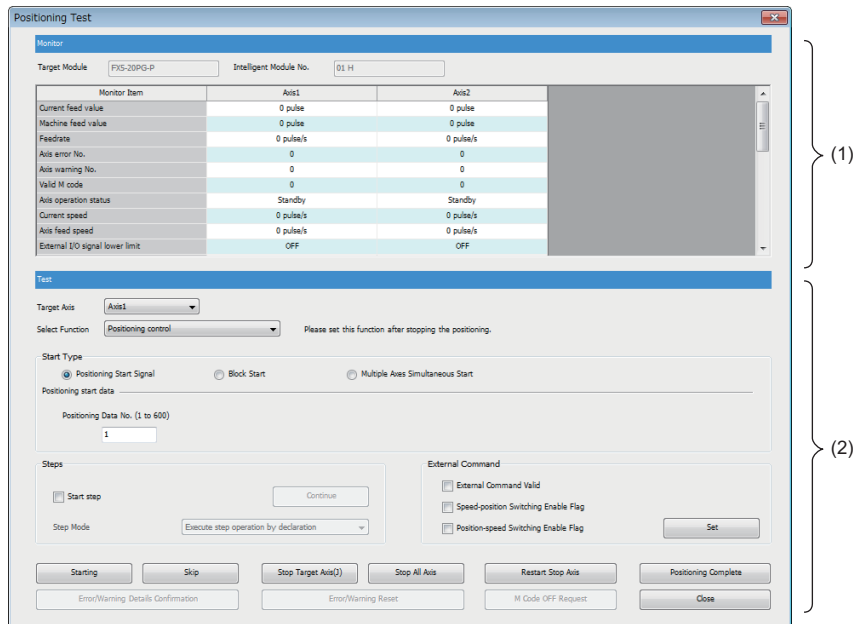 Positioning Test
Monitor
Target Module FX5-20PG-P Intelligent Module No. 01 H
Monitor Item Axis1 Axis2
Current feed value 0 pulse 0 pulse
Machine feed value 0 pulse 0 pulse
Feedrate 0 pulse/s 0 pulse/s
Axis error No. 0 0
Axis warning No. 0 0
Valid M code 0 0
Axis operation status Standby Standby
Current speed 0 pulse/s 0 pulse/s
Axis feed speed 0 pulse/s 0 pulse/s
External I/O signal lower limit OFF OFF
(1)
Test
Target Axis Axis1
Select Function Positioning control Please set this function after stopping the positioning.
Start Type
Positioning Start Signal Block Start Multiple Axes Simultaneous Start
Positioning start data
Positioning Data No. (1 to 600)
1
(2)
Steps External Command
External Command Valid
Start step Continue
Speed-position Switching Enable Flag
Step Mode Execute step operation by declaration Position-speed Switching Enable Flag Set
Starting Skip Stop Target Axis(J) Stop All Axis Restart Stop Axis Positioning Complete
Error/Warning Details Confirmation Error/Warning Reset M Code OFF Request Close